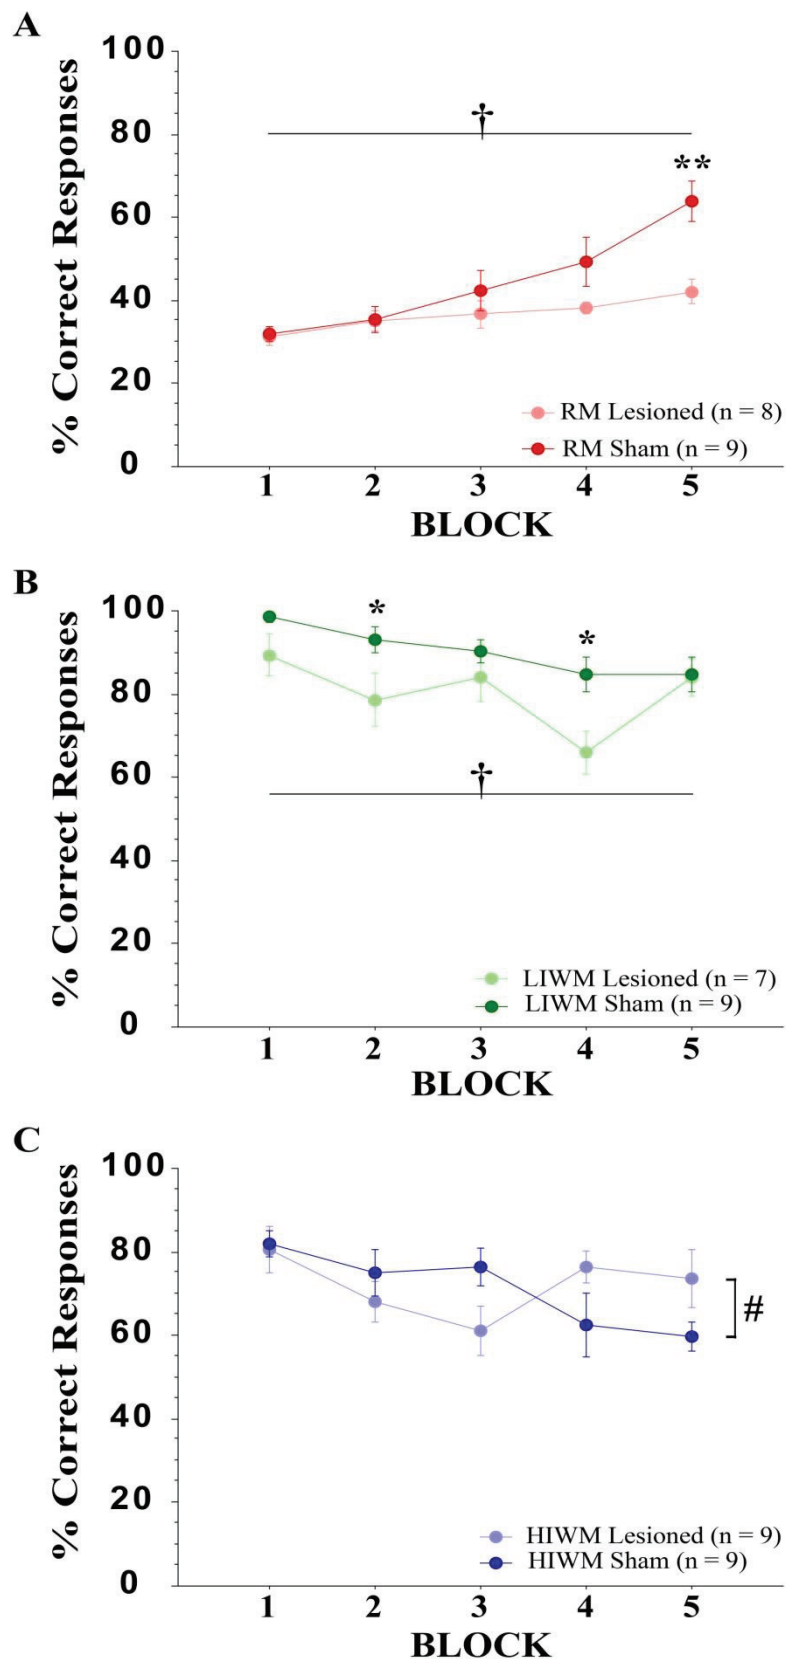 A
% Correct Responses
100
80
60
40
20
0
†
**
RM Lesioned (n = 8)
RM Sham (n = 9)
1 2 3 4 5
BLOCK
B
% Correct Responses
100
80
60
40
20
0
*
*
†
LIWM Lesioned (n = 7)
LIWM Sham (n = 9)
1 2 3 4 5
BLOCK
C
% Correct Responses
100
80
60
40
20
0
#
HIWM Lesioned (n = 9)
HIWM Sham (n = 9)
1 2 3 4 5
BLOCK